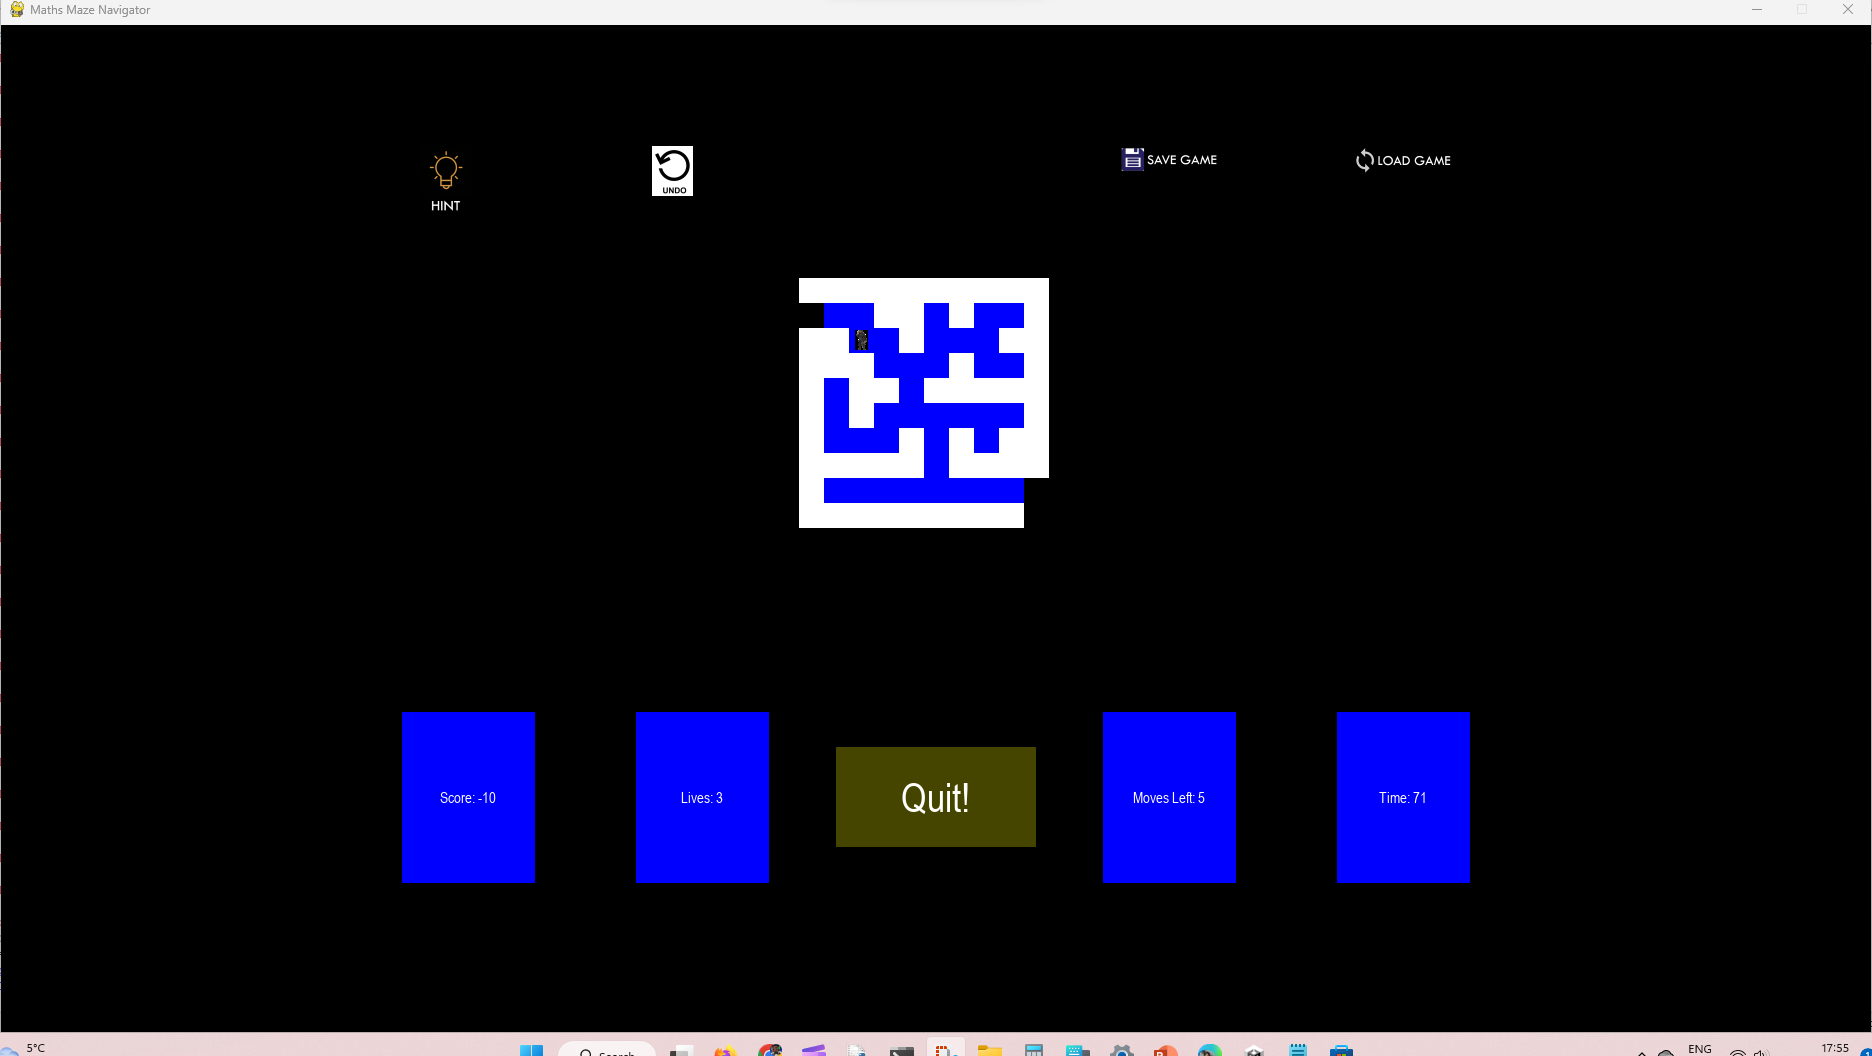 Maths Maze Navigator
HINT
UNDO
SAVE GAME
LOAD GAME
Score: -10
Lives: 3
Quit!
Moves Left: 5
Time: 71
5°C
Search
ENG
17:55